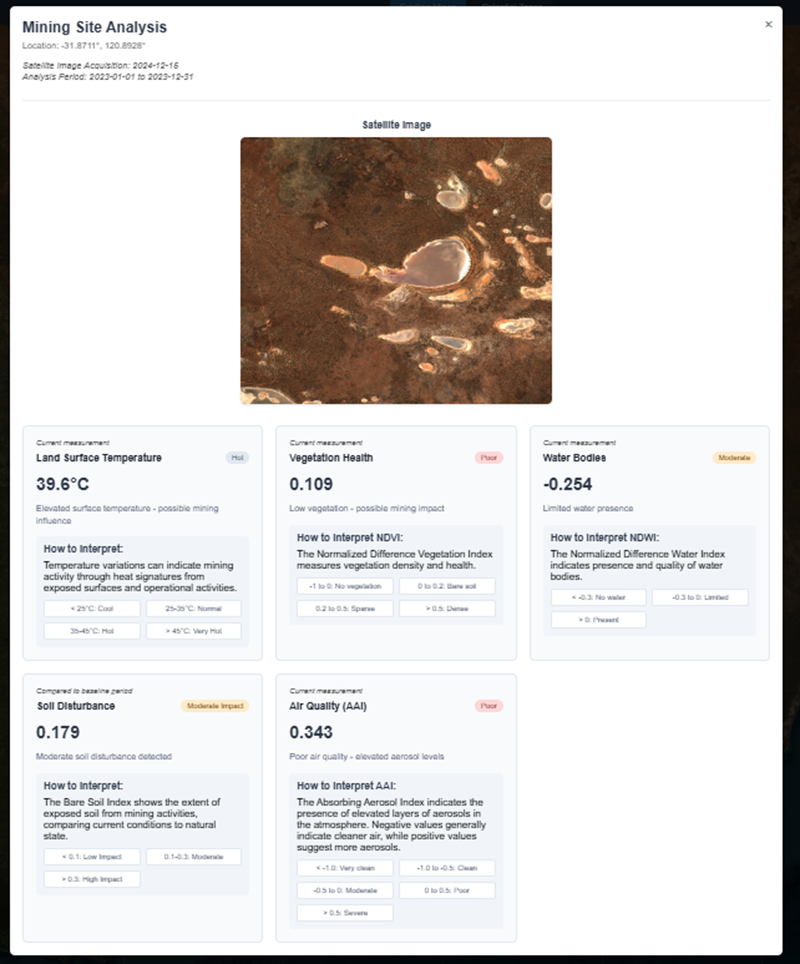 Mining Site Analysis
×
Location: -31.8711°, 120.8928°
Satellite Image Acquisition: 2024-12-15
Analysis Period: 2023-01-01 to 2023-12-31
Satellite Image
Current measurement
Land Surface Temperature
Hot
39.6°C
Elevated surface temperature - possible mining
influence
How to Interpret:
Temperature variations can indicate mining
activity through heat signatures from
exposed surfaces and operational activities.
< 25°C: Cool
25-35°C: Normal
35-45°C: Hot
> 45°C: Very Hot
Current measurement
Vegetation Health
Poor
0.109
Low vegetation - possible mining impact
How to Interpret NDVI:
The Normalized Difference Vegetation Index
measures vegetation density and health.
-1 to 0: No vegetation
0 to 0.2: Bare soil
0.2 to 0.5: Sparse
> 0.5: Dense
Current measurement
Water Bodies
Moderate
-0.254
Limited water presence
How to Interpret NDWI:
The Normalized Difference Water Index
indicates presence and quality of water
bodies.
< -0.3: No water
-0.3 to 0: Limited
> 0: Present
Compared to baseline period
Soil Disturbance
Moderate Impact
0.179
Moderate soil disturbance detected
How to Interpret:
The Bare Soil Index shows the extent of
exposed soil from mining activities,
comparing current conditions to natural
state.
< 0.1: Low Impact
0.1-0.3: Moderate
> 0.3: High Impact
Current measurement
Air Quality (AAI)
Poor
0.343
Poor air quality - elevated aerosol levels
How to Interpret AAI:
The Absorbing Aerosol Index indicates the
presence of elevated layers of aerosols in
the atmosphere. Negative values generally
indicate cleaner air, while positive values
suggest more aerosols.
< -1.0: Very clean
-1.0 to -0.5: Clean
-0.5 to 0: Moderate
0 to 0.5: Poor
> 0.5: Severe